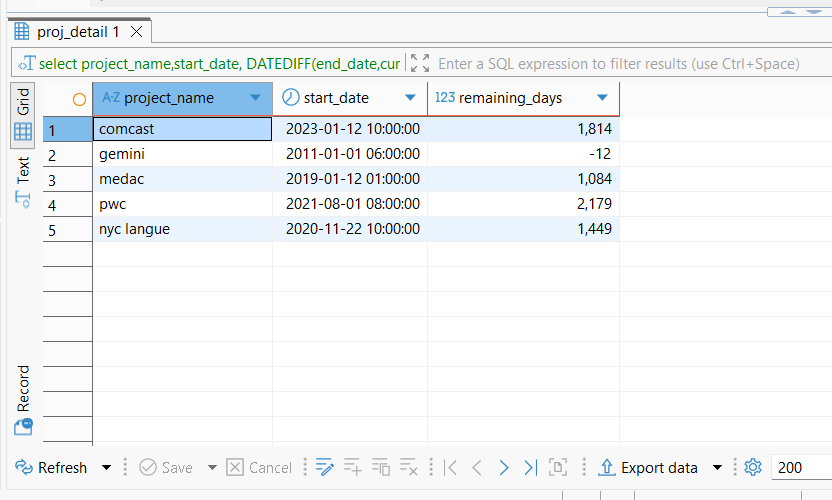 proj_detail 1
select project_name,start_date, DATEDIFF(end_date,cur Enter a SQL expression to filter results (use Ctrl+Space)
Grid
Text
Record
A-Z project_name start_date 123 remaining_days
1 comcast 2023-01-12 10:00:00 1,814
2 gemini 2011-01-01 06:00:00 -12
3 medac 2019-01-12 01:00:00 1,084
4 pwc 2021-08-01 08:00:00 2,179
5 nyc langue 2020-11-22 10:00:00 1,449
Refresh Save Cancel Export data 200